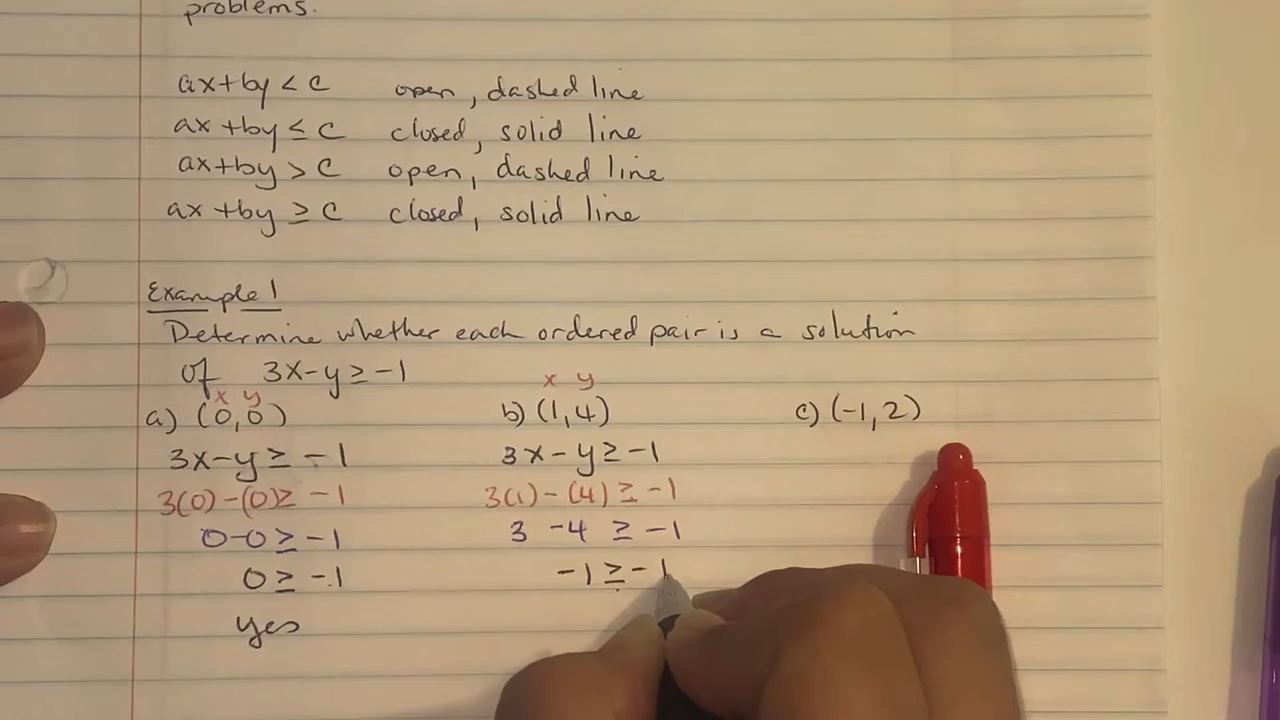 problems.
ax+by < c open, dashed line
ax+by ≤ c closed, solid line
ax+by > c open, dashed line
ax+by ≥ c closed, solid line
Example 1
Determine whether each ordered pair is a solution
of 3x-y ≥ -1
x y x y
a) (0,0) b) (1,4) c) (-1,2)
3x-y ≥ -1 3x-y ≥ -1
3(0)-(0) ≥ -1 3(1)-(4) ≥ -1
0-0 ≥ -1 3 -4 ≥ -1
0 ≥ -1 -1 ≥ -1
yes